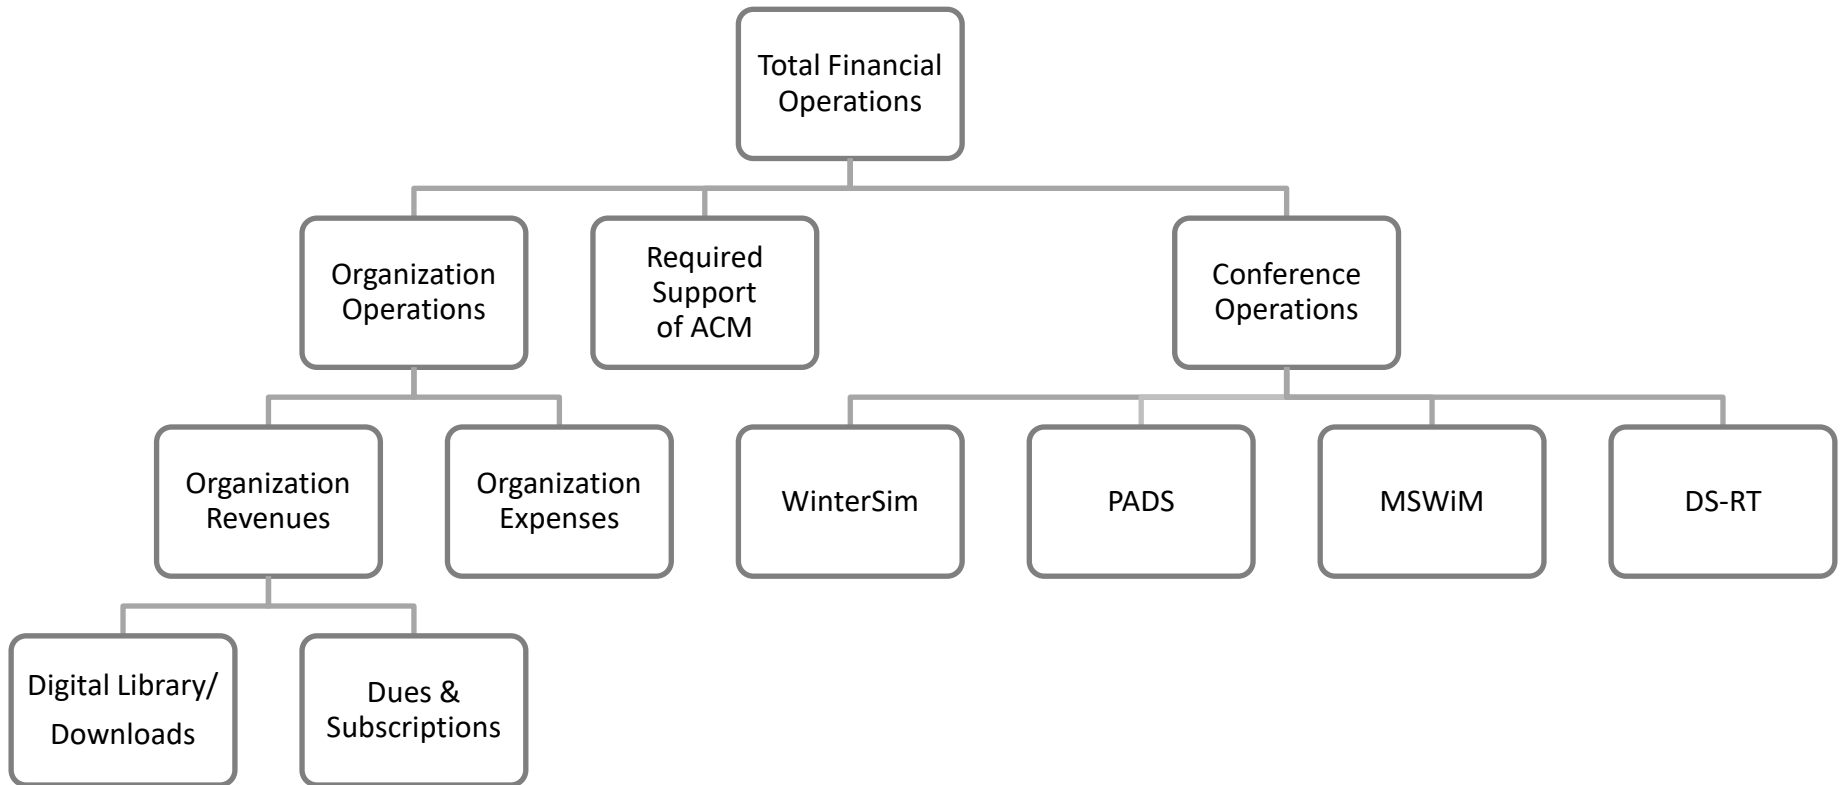 Total Financial
Operations
Organization
Operations
Required
Support
of ACM
Conference
Operations
Organization
Revenues
Organization
Expenses
WinterSim
PADS
MSWiM
DS-RT
Digital Library/
Downloads
Dues &
Subscriptions